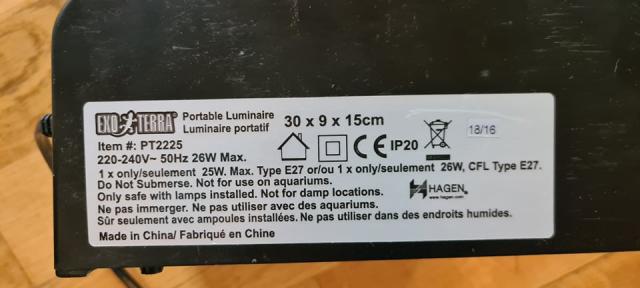 EXO TERRA Portable Luminaire 30 x 9 x 15cm
Luminaire portatif
Item #: PT2225
220-240V~ 50Hz 26W Max.
CE IP20
18/16
1 x only/seulement 25W. Max. Type E27 or/ou 1 x only/seulement 26W, CFL Type E27.
Do Not Submerse. Not for use on aquariums.
Only safe with lamps installed. Not for damp locations.
HAGEN
www.hagen.com
Ne pas immerger. Ne pas utiliser avec des aquariums.
Sûr seulement avec ampoules installées. Ne pas utiliser dans des endroits humides.
Made in China/ Fabriqué en Chine